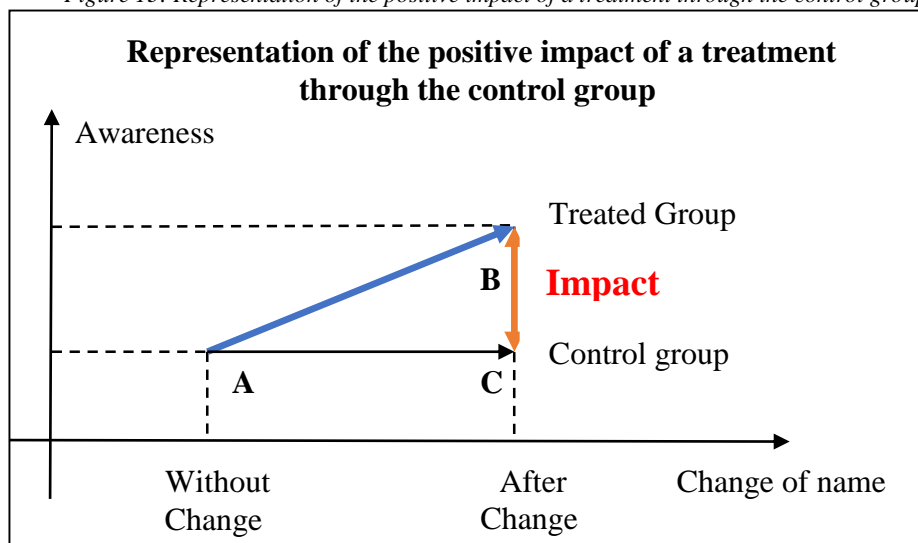 Figure 15: Representation of the positive impact of a treatment through the control group
Representation of the positive impact of a treatment
through the control group
Awareness
Treated Group
B
Impact
Control group
A
C
Without
Change
After
Change
Change of name